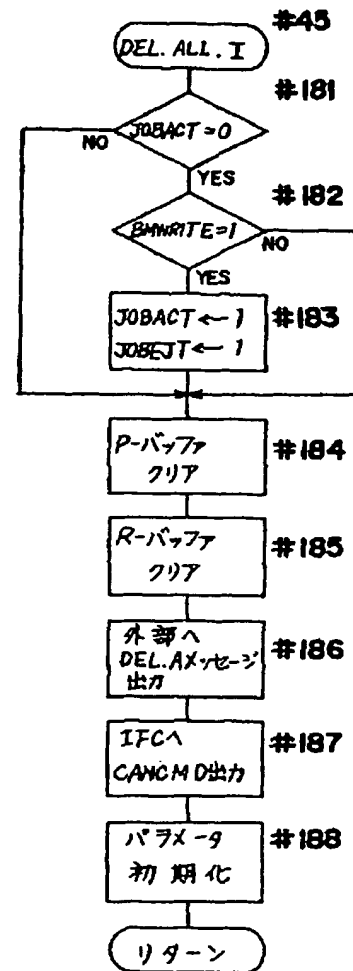 #45
DEL. ALL. I
#181
JOBACT=0
NO
YES
#182
BMWRITE=1
NO
YES
#183
JOBACT←1
JOBEJT←1
#184
P-バッファ
クリア
#185
R-バッファ
クリア
#186
外部へ
DEL.Aメッセージ
出力
#187
IFCへ
CANCMD出力
#188
パラメータ
初期化
リターン